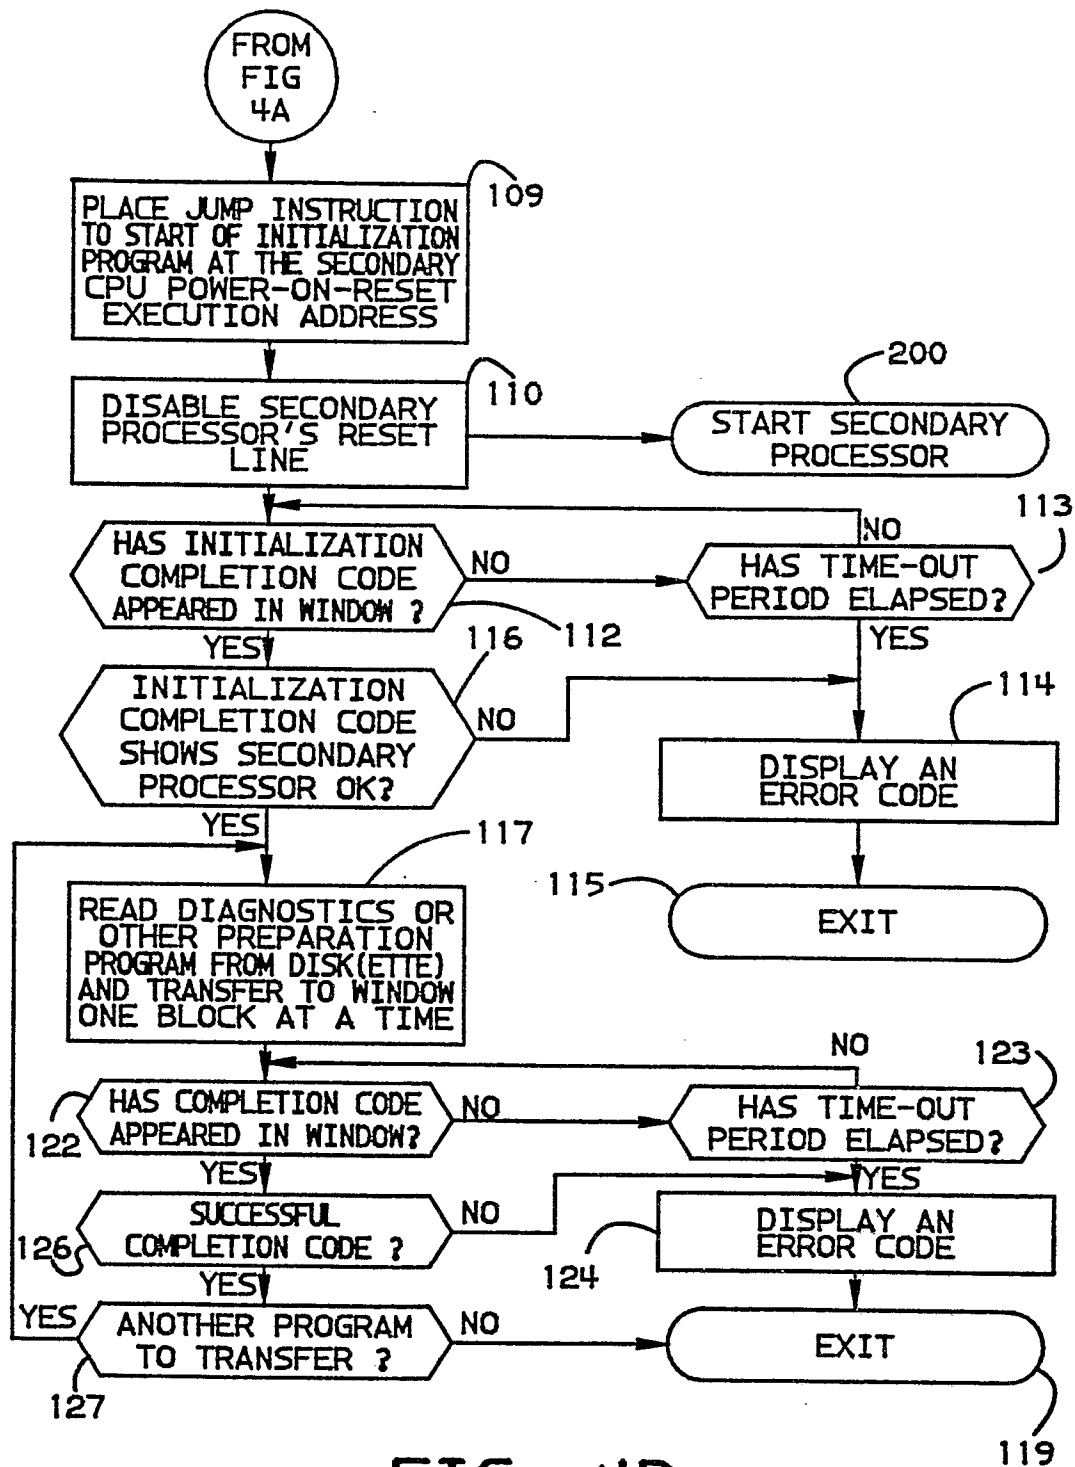 FROM
FIG
4A
109
PLACE JUMP INSTRUCTION
TO START OF INITIALIZATION
PROGRAM AT THE SECONDARY
CPU POWER-ON-RESET
EXECUTION ADDRESS
110
DISABLE SECONDARY
PROCESSOR'S RESET
LINE
200
START SECONDARY
PROCESSOR
113
NO
HAS INITIALIZATION
COMPLETION CODE
APPEARED IN WINDOW ?
NO
HAS TIME-OUT
PERIOD ELAPSED?
112
YES
YES
116
INITIALIZATION
COMPLETION CODE
SHOWS SECONDARY
PROCESSOR OK?
NO
114
DISPLAY AN
ERROR CODE
YES
117
115
EXIT
READ DIAGNOSTICS OR
OTHER PREPARATION
PROGRAM FROM DISK(ETTE)
AND TRANSFER TO WINDOW
ONE BLOCK AT A TIME
NO
123
HAS COMPLETION CODE
APPEARED IN WINDOW?
NO
HAS TIME-OUT
PERIOD ELAPSED?
122
YES
YES
SUCCESSFUL
COMPLETION CODE ?
NO
DISPLAY AN
ERROR CODE
126
124
YES
YES
ANOTHER PROGRAM
TO TRANSFER ?
NO
EXIT
127
119